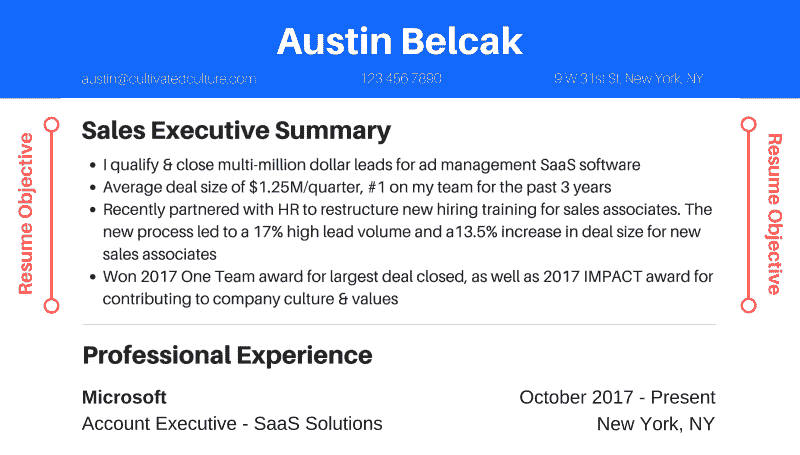 Austin Belcak
austin@cultivatedculture.com 123 456 7890 9 W 31st St, New York, NY
Resume Objective
Sales Executive Summary
• I qualify & close multi-million dollar leads for ad management SaaS software
• Average deal size of $1.25M/quarter, #1 on my team for the past 3 years
• Recently partnered with HR to restructure new hiring training for sales associates. The
new process led to a 17% high lead volume and a13.5% increase in deal size for new
sales associates
• Won 2017 One Team award for largest deal closed, as well as 2017 IMPACT award for
contributing to company culture & values
Resume Objective
Professional Experience
Microsoft October 2017 - Present
Account Executive - SaaS Solutions New York, NY